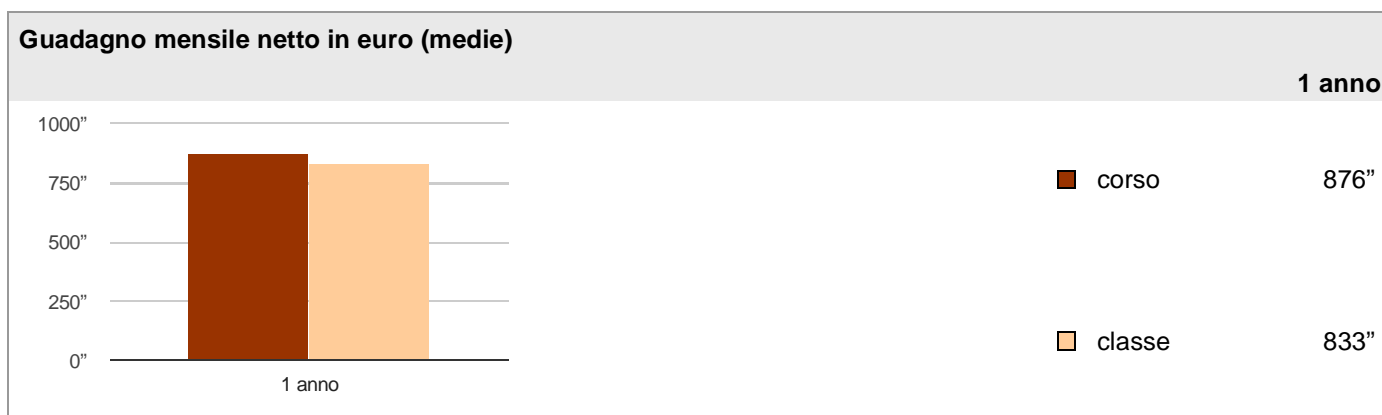 Guadagno mensile netto in euro (medie)
1 anno
1000”
750”
500”
250”
0”
1 anno
corso 876”
classe 833”